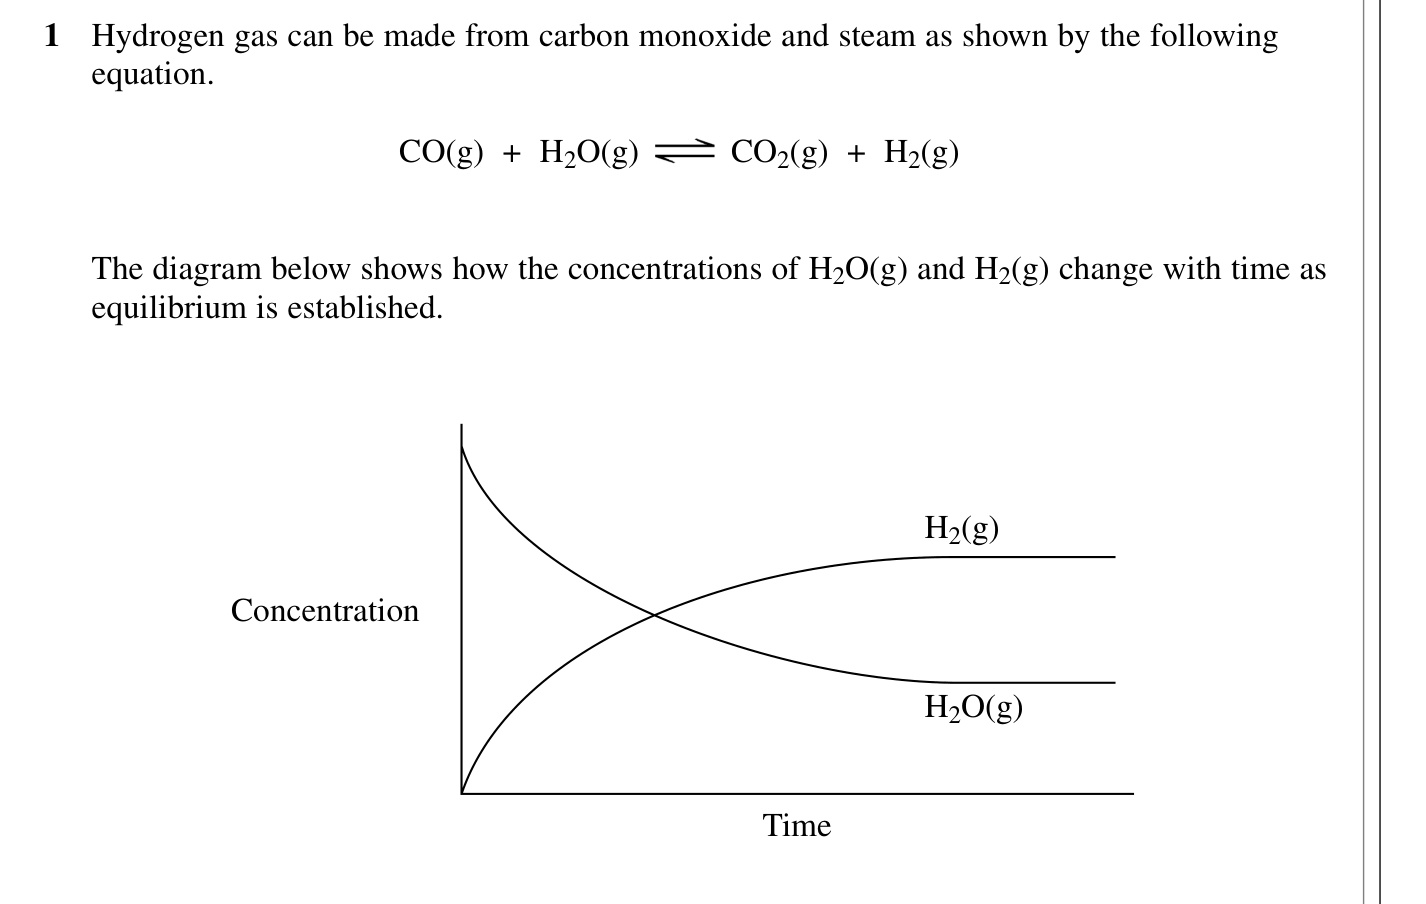 1 Hydrogen gas can be made from carbon monoxide and steam as shown by the following
equation.
CO(g) + H₂O(g) ⇌ CO₂(g) + H₂(g)
The diagram below shows how the concentrations of H₂O(g) and H₂(g) change with time as
equilibrium is established.
H₂(g)
Concentration
H₂O(g)
Time